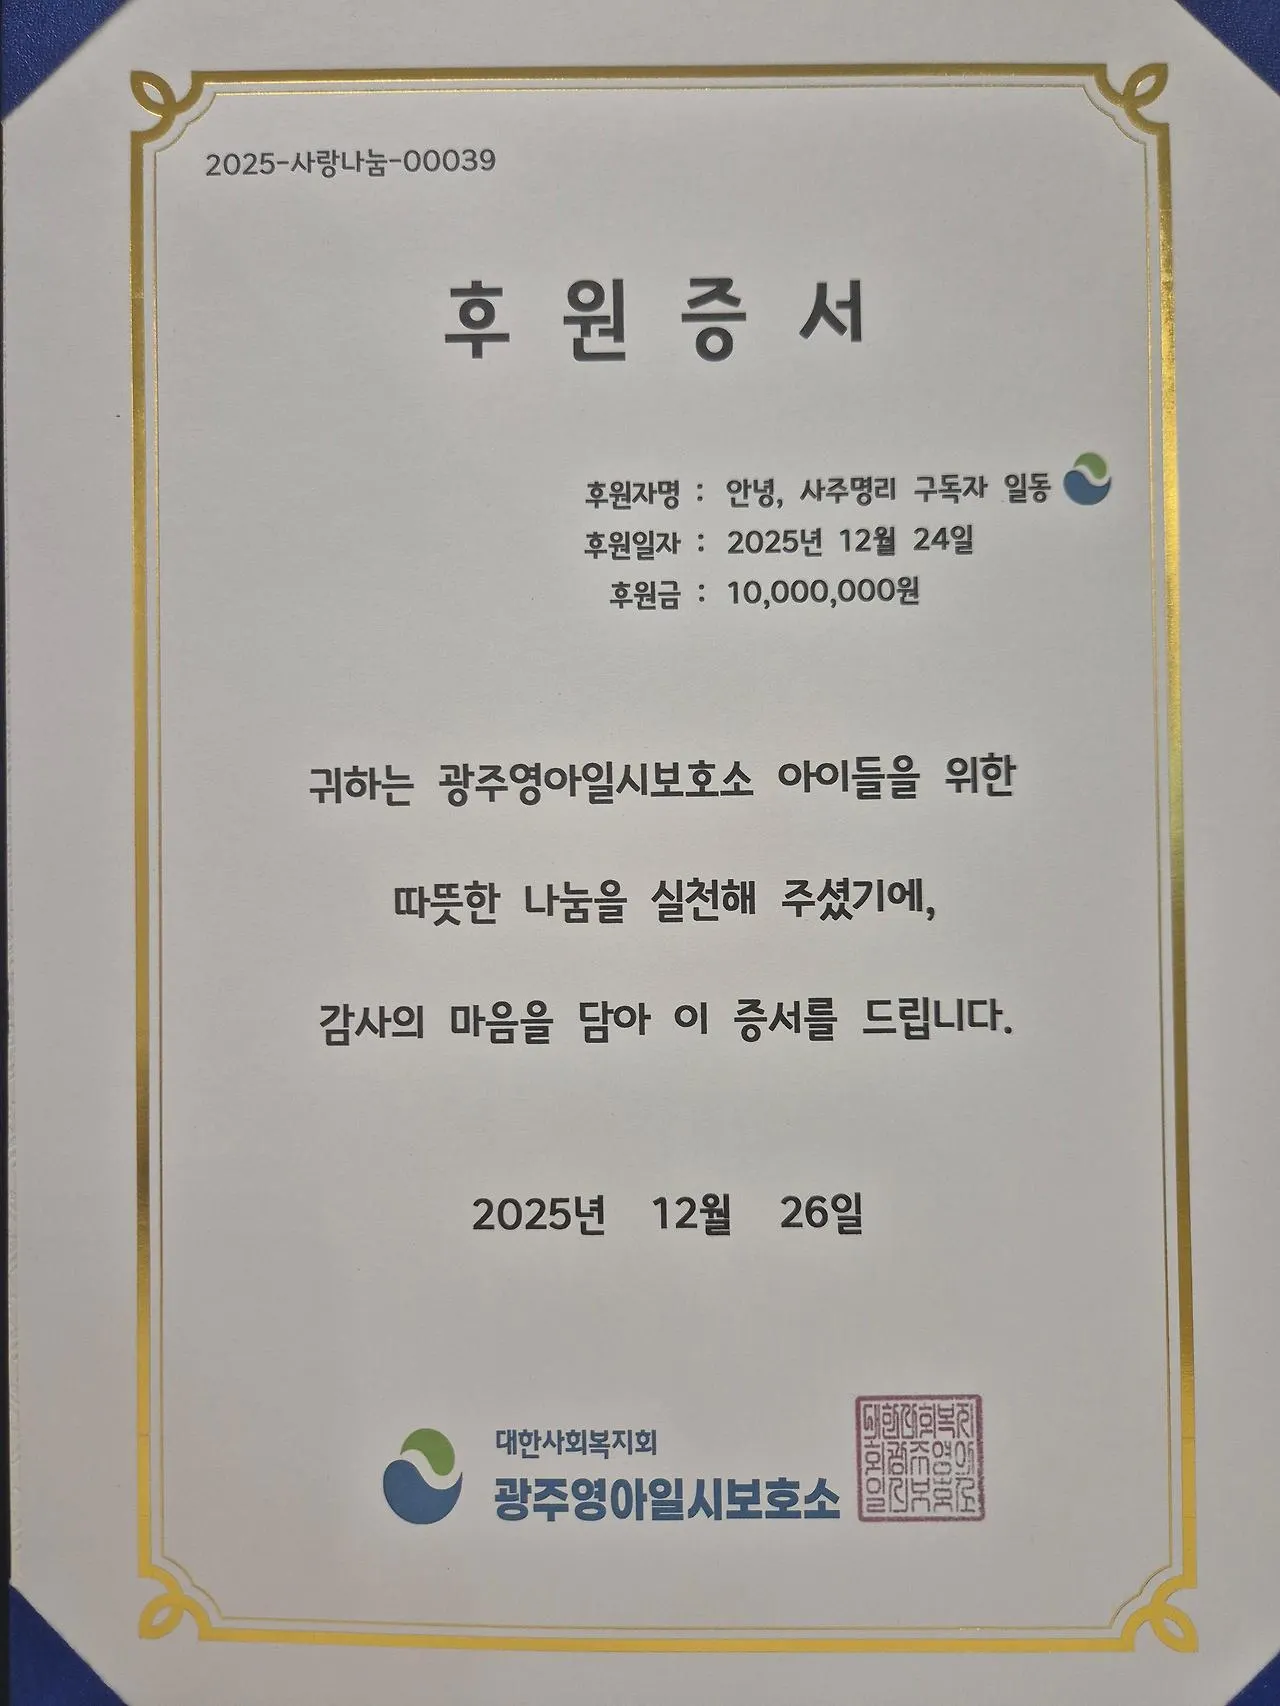 2025-사랑나눔-00039
후 원 증 서
후원자명 : 안녕, 사주명리 구독자 일동
후원일자 : 2025년 12월 24일
후원금 : 10,000,000원
귀하는 광주영아일시보호소 아이들을 위한
따뜻한 나눔을 실천해 주셨기에,
감사의 마음을 담아 이 증서를 드립니다.
2025년 12월 26일
대한사회복지회
광주영아일시보호소